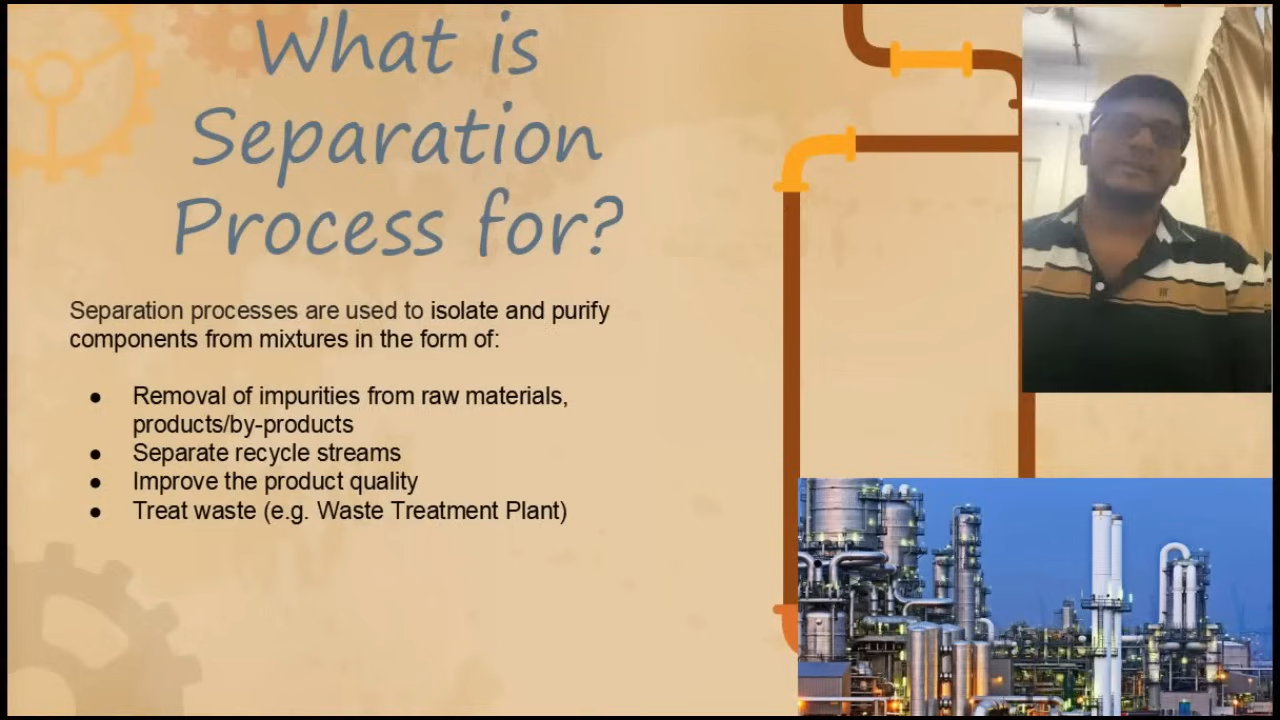 What is
Separation
Process for?
Separation processes are used to isolate and purify
components from mixtures in the form of:
● Removal of impurities from raw materials,
products/by-products
● Separate recycle streams
● Improve the product quality
● Treat waste (e.g. Waste Treatment Plant)